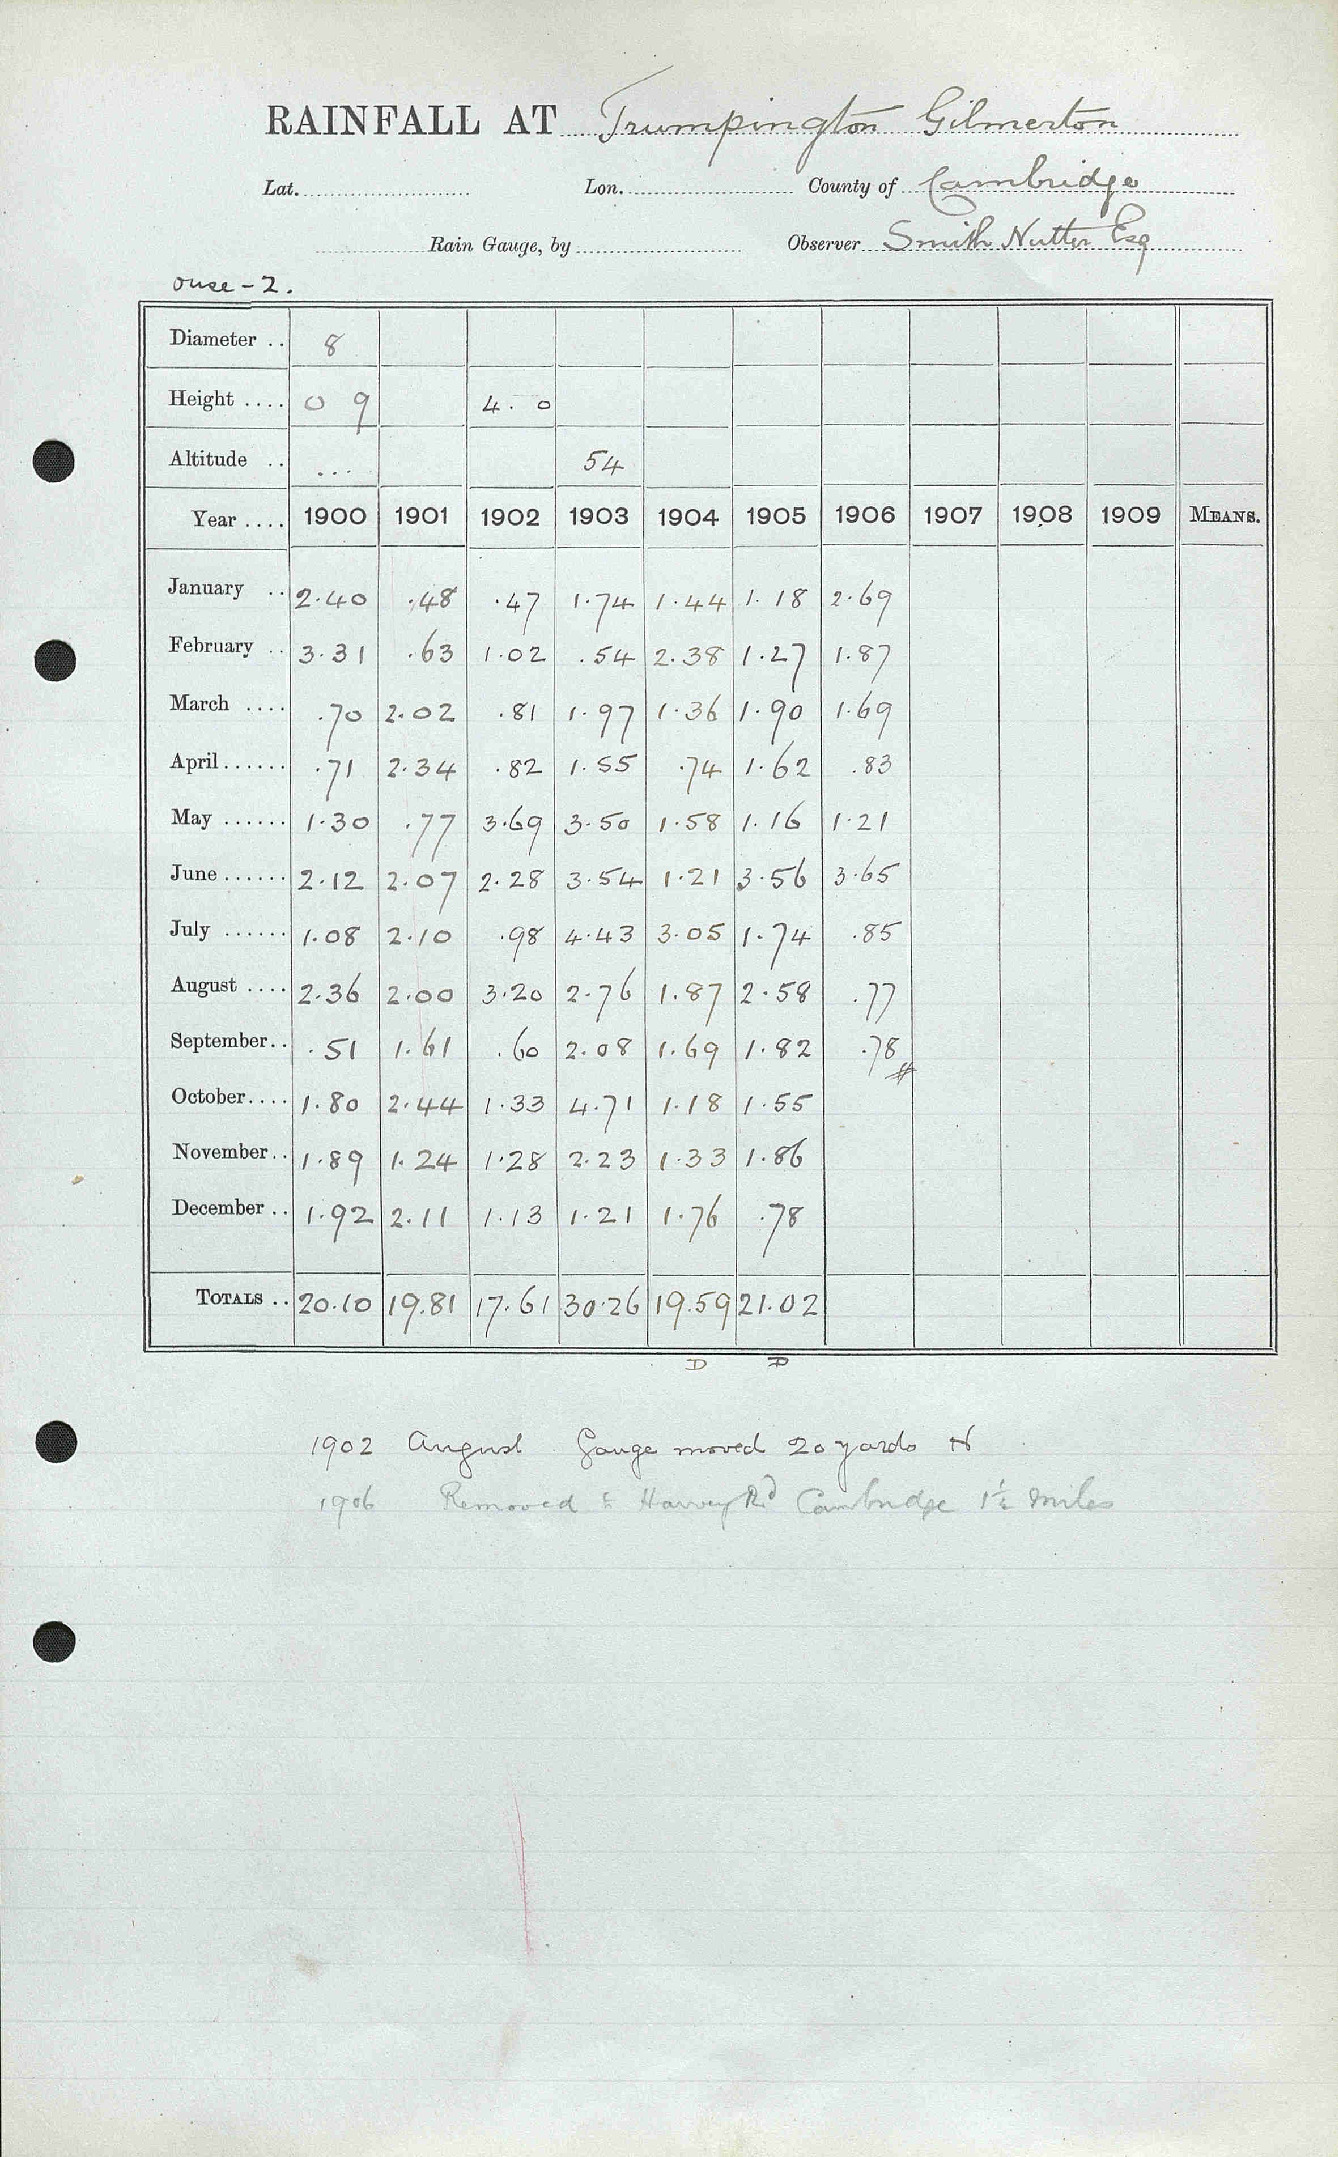 RAINFALL AT Trumpington Gilmerton
Lat. Lon. County of Cambridge
Rain Gauge, by Observer Smith Nutter Esq
Ouse - 2.
Diameter .. 8
Height .... 0 9 4. 0
Altitude .. ... 54
Year .... 1900 1901 1902 1903 1904 1905 1906 1907 1908 1909 MEANS.
January .. 2.40 .48 .47 1.74 1.44 1.18 2.69
February .. 3.31 .63 1.02 .54 2.38 1.27 1.87
March .... .70 2.02 .81 1.97 1.36 1.90 1.69
April...... .71 2.34 .82 1.55 .74 1.62 .83
May ...... 1.30 .77 3.69 3.50 1.58 1.16 1.21
June ...... 2.12 2.07 2.28 3.54 1.21 3.56 3.65
July ...... 1.08 2.10 .98 4.43 3.05 1.74 .85
August .... 2.36 2.00 3.20 2.76 1.87 2.58 .77
September.. .51 1.61 .60 2.08 1.69 1.82 .78
October.... 1.80 2.44 1.33 4.71 1.18 1.55
November.. 1.89 1.24 1.28 2.23 1.33 1.86
December .. 1.92 2.11 1.13 1.21 1.76 .78
TOTALS .. 20.10 19.81 17.61 30.26 19.59 21.02
D D
1902 August Gauge moved 20 yards N
1906 Removed to Harvey Rd Cambridge 1½ miles